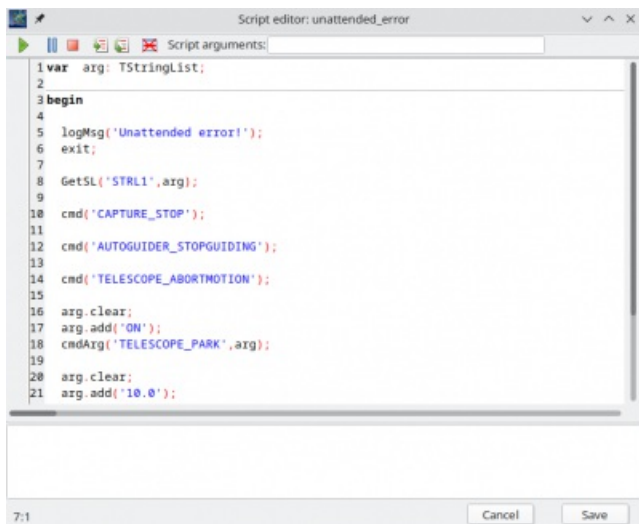 Script editor: unattended_error
Script arguments:
1 var  arg: TStringList;
2
3 begin
4
5   logMsg('Unattended error!');
6   exit;
7
8   GetSL('STRL1',arg);
9
10   cmd('CAPTURE_STOP');
11
12   cmd('AUTOGUIDER_STOPGUIDING');
13
14   cmd('TELESCOPE_ABORTMOTION');
15
16   arg.clear;
17   arg.add('ON');
18   cmdArg('TELESCOPE_PARK',arg);
19
20   arg.clear;
21   arg.add('10.0');
7:1
Cancel Save